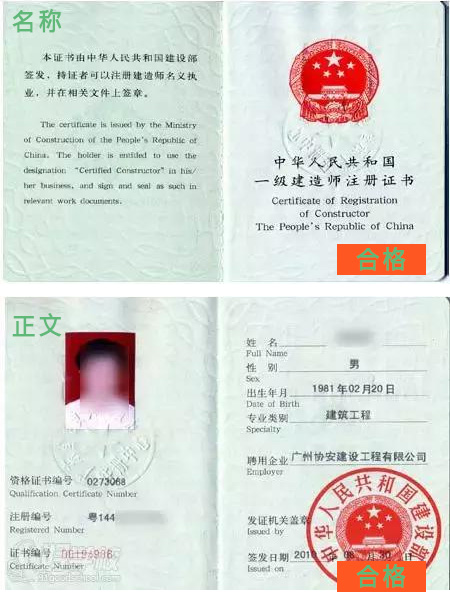 名称
本证书由中华人民共和国建设部
签发，持证者可以注册建造师名义执
业，并在相关文件上签章。
The certificate is issued by the Ministry
of Construction of the People's Republic of
China. The holder is entitled to use the
designation "Certified Constructor" in his/
her business, and sign and seal as such in
relevant work documents.
中华人民共和国
一级建造师注册证书
Certificate of Registration
of Constructor
The People's Republic of China
合格
正文
资格证书编号 0273068
Qualification Certificate Number
注册编号 粤144
Registered Number
证书编号
Certificate Number
姓名
Full Name
性别 男
Sex
出生年月 1981年02月20日
Date of Birth
专业类别 建筑工程
Specialty
聘用企业 广州协安建设工程有限公司
Employer
中华人民共和国建设部
发证机关盖章
Issued by
签发日期 2010年08月30日
Issued on
合格